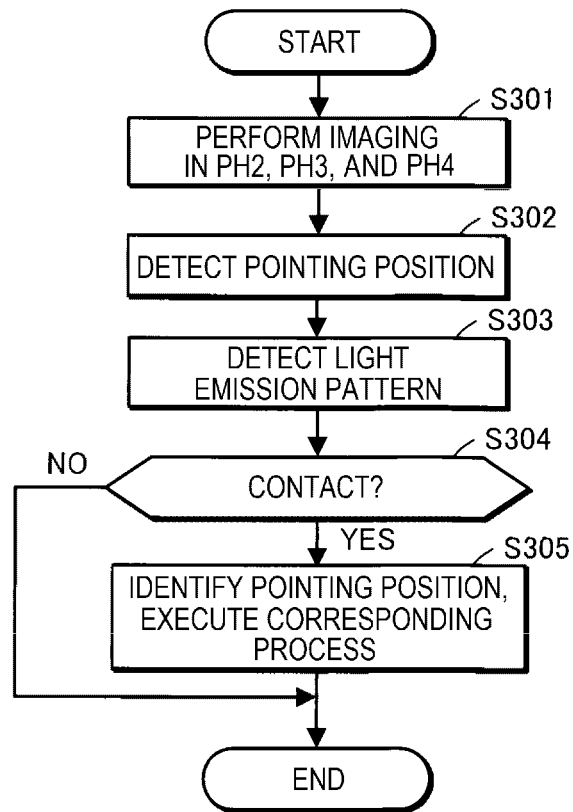 START
S301
PERFORM IMAGING
IN PH2, PH3, AND PH4
S302
DETECT POINTING POSITION
S303
DETECT LIGHT
EMISSION PATTERN
S304
NO
CONTACT?
YES
S305
IDENTIFY POINTING POSITION,
EXECUTE CORRESPONDING
PROCESS
END